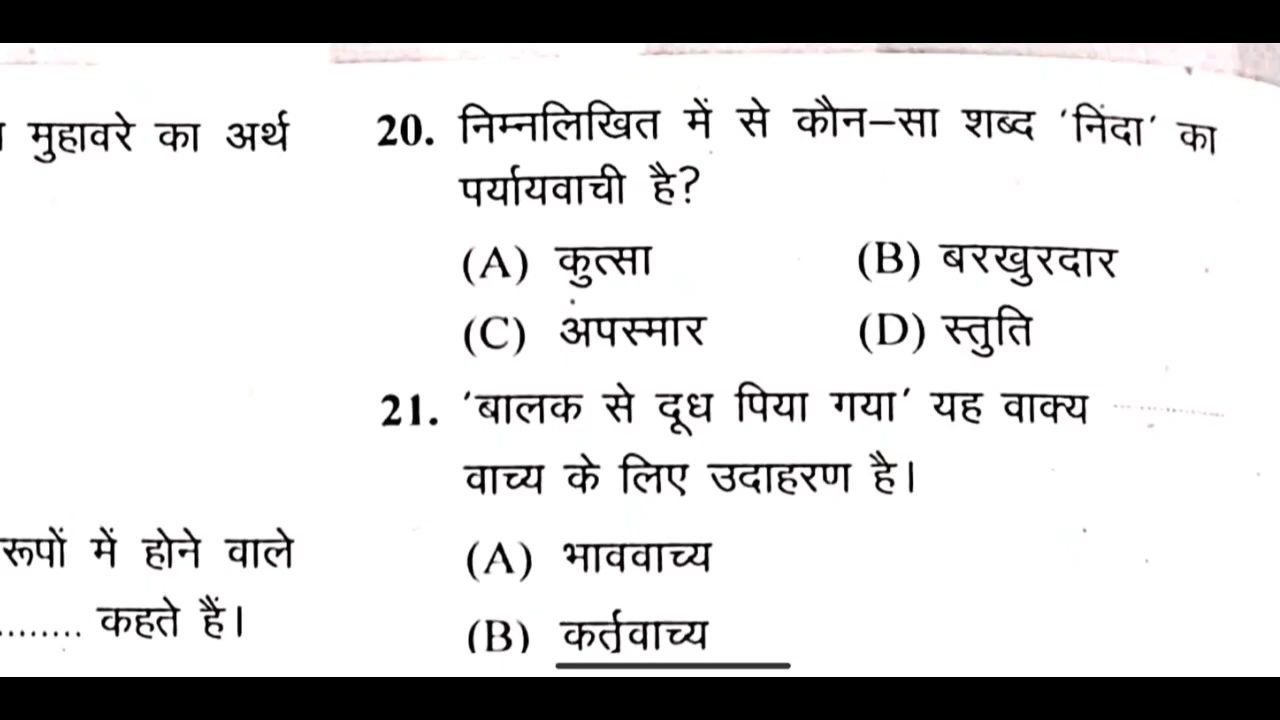 मुहावरे का अर्थ
रूपों में होने वाले
........ कहते हैं।
20. निम्नलिखित में से कौन–सा शब्द 'निंदा' का
पर्यायवाची है?
(A) कुत्सा (B) बरखुरदार
(C) अपस्मार (D) स्तुति
21. 'बालक से दूध पिया गया' यह वाक्य ..............
वाच्य के लिए उदाहरण है।
(A) भाववाच्य
(B) कर्तृवाच्य